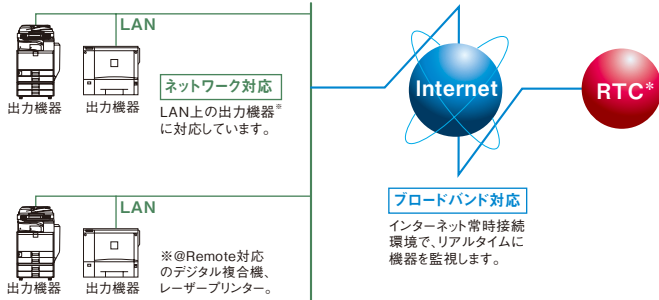 LAN
出力機器
出力機器
ネットワーク対応
LAN上の出力機器※
に対応しています。
Internet
RTC*
ブロードバンド対応
インターネット常時接続
環境で、リアルタイムに
機器を監視します。
LAN
出力機器
出力機器
※@Remote対応
のデジタル複合機、
レーザープリンター。